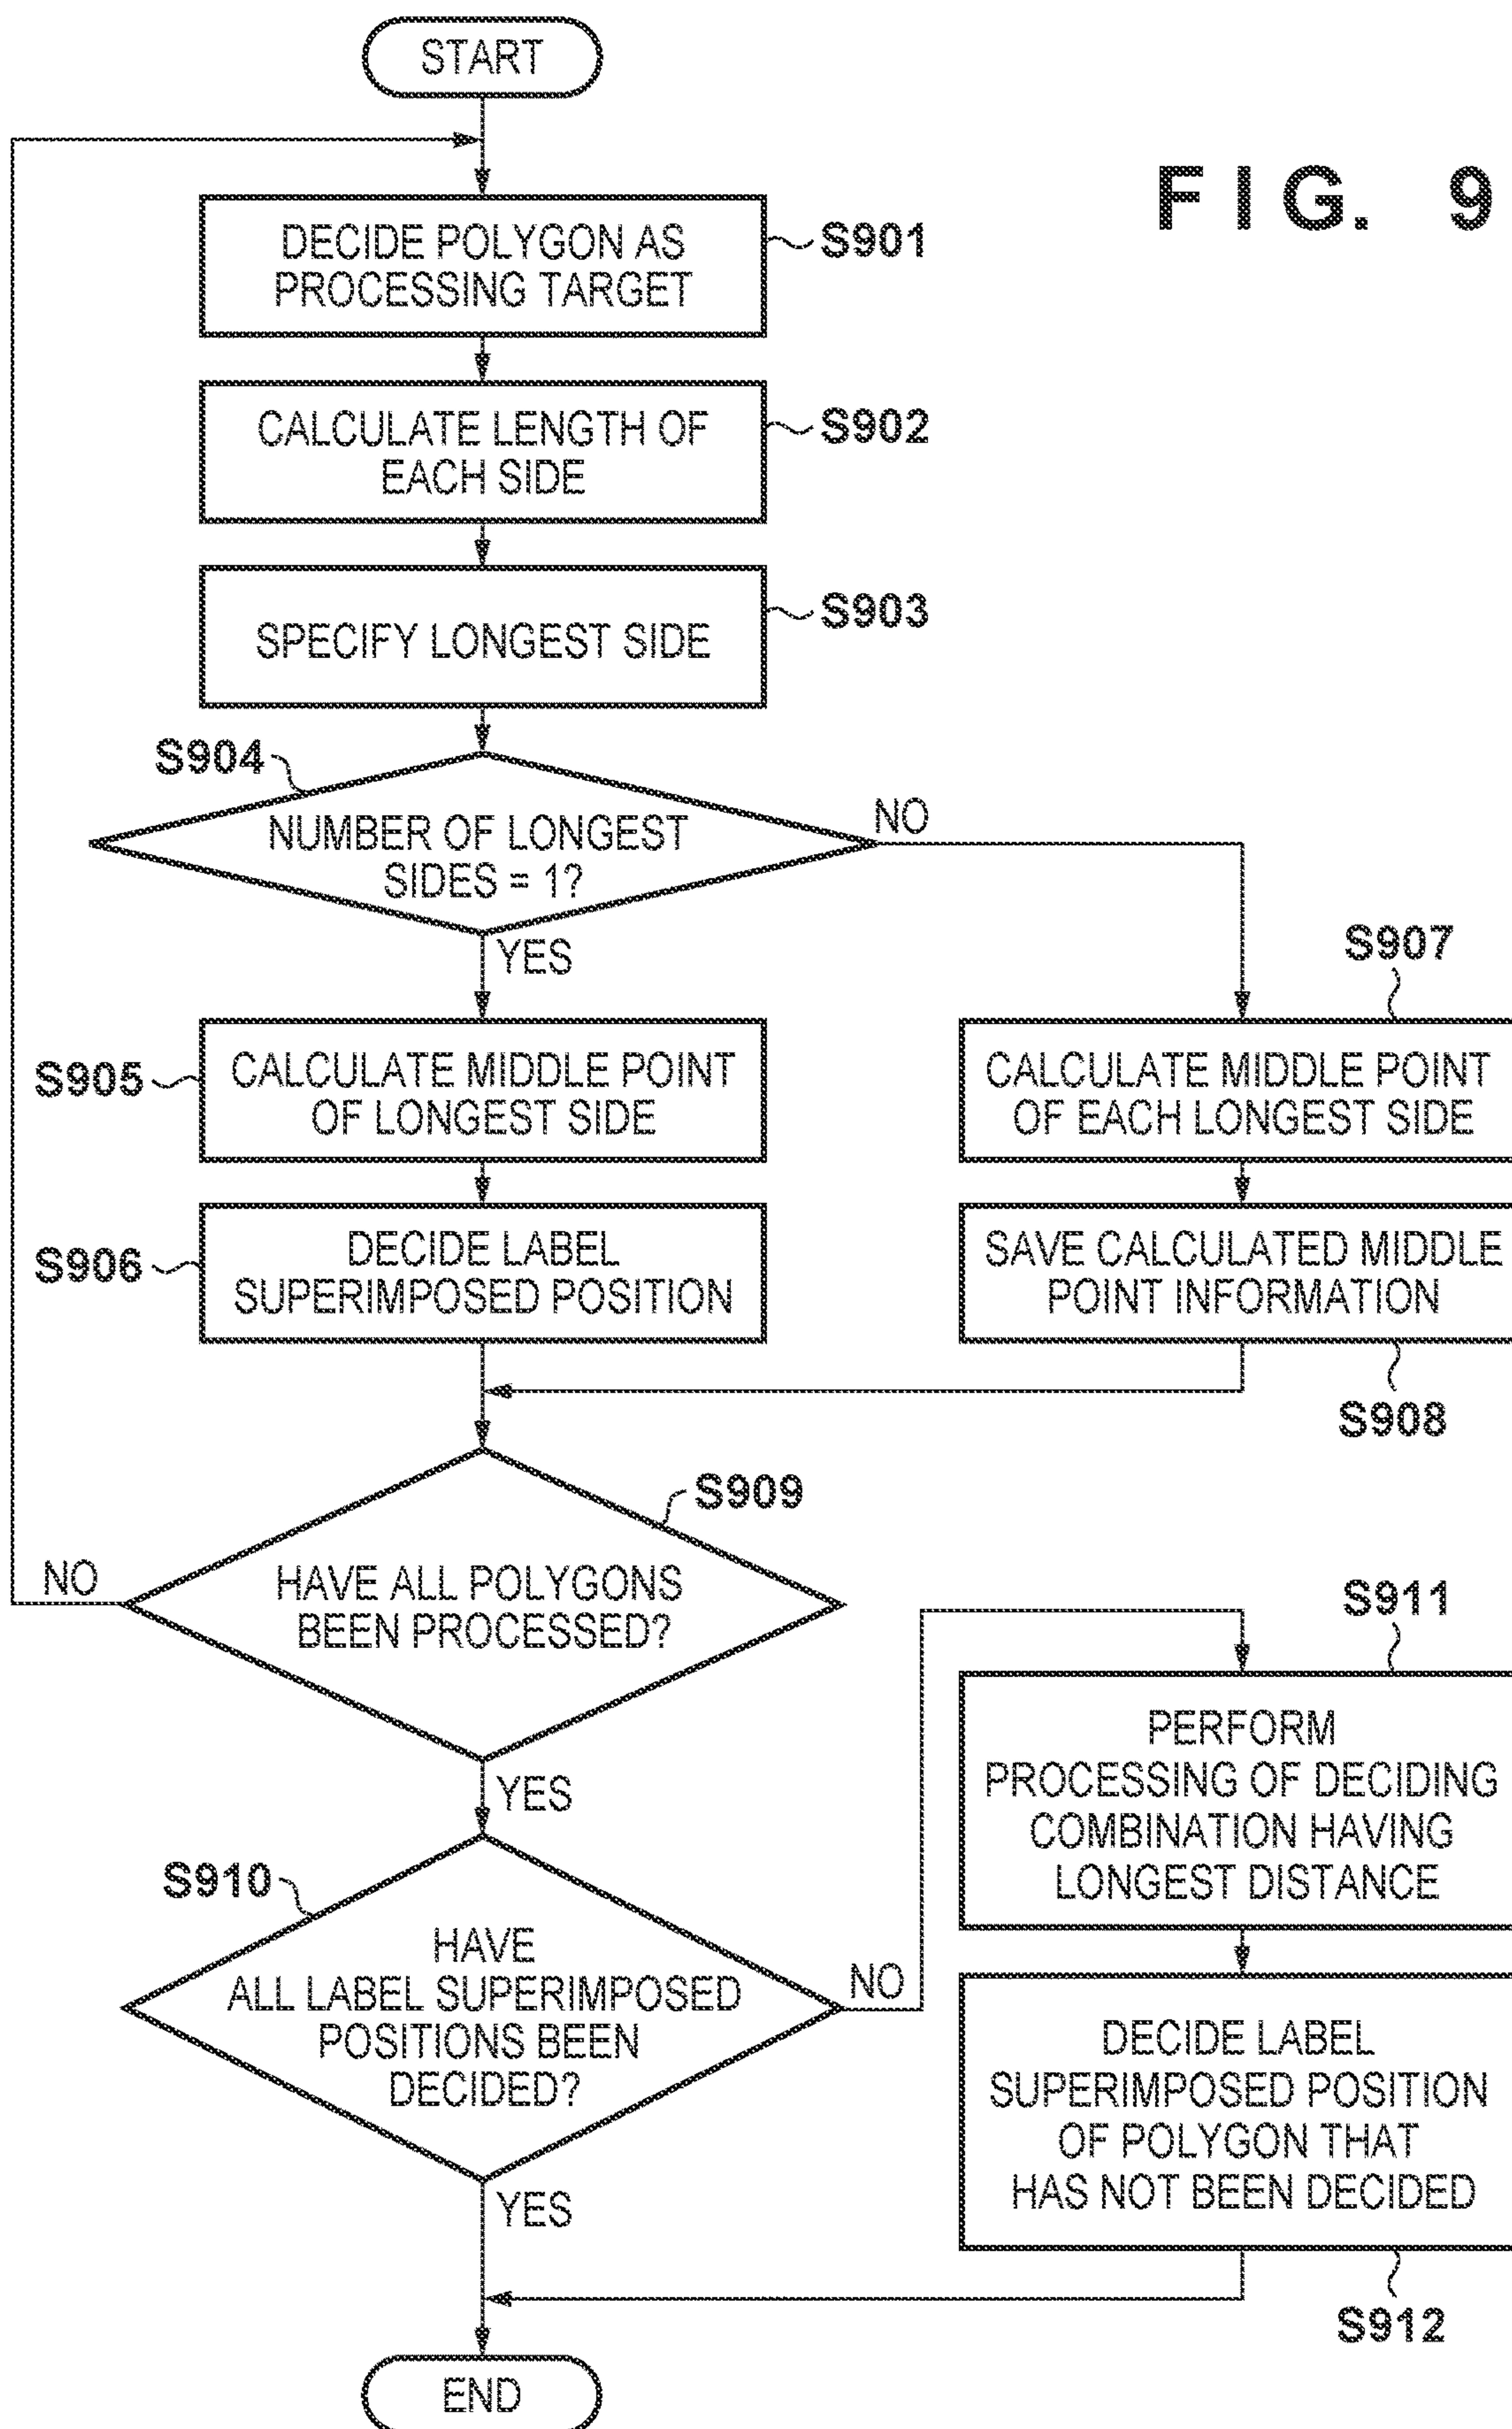 START
FIG. 9
DECIDE POLYGON AS
PROCESSING TARGET
S901
CALCULATE LENGTH OF
EACH SIDE
S902
SPECIFY LONGEST SIDE
S903
S904
NUMBER OF LONGEST
SIDES = 1?
NO
YES
S907
S905
CALCULATE MIDDLE POINT
OF LONGEST SIDE
CALCULATE MIDDLE POINT
OF EACH LONGEST SIDE
S906
DECIDE LABEL
SUPERIMPOSED POSITION
SAVE CALCULATED MIDDLE
POINT INFORMATION
S908
S909
HAVE ALL POLYGONS
BEEN PROCESSED?
NO
YES
S911
PERFORM
PROCESSING OF DECIDING
COMBINATION HAVING
LONGEST DISTANCE
S910
HAVE
ALL LABEL SUPERIMPOSED
POSITIONS BEEN
DECIDED?
NO
YES
DECIDE LABEL
SUPERIMPOSED POSITION
OF POLYGON THAT
HAS NOT BEEN DECIDED
S912
END